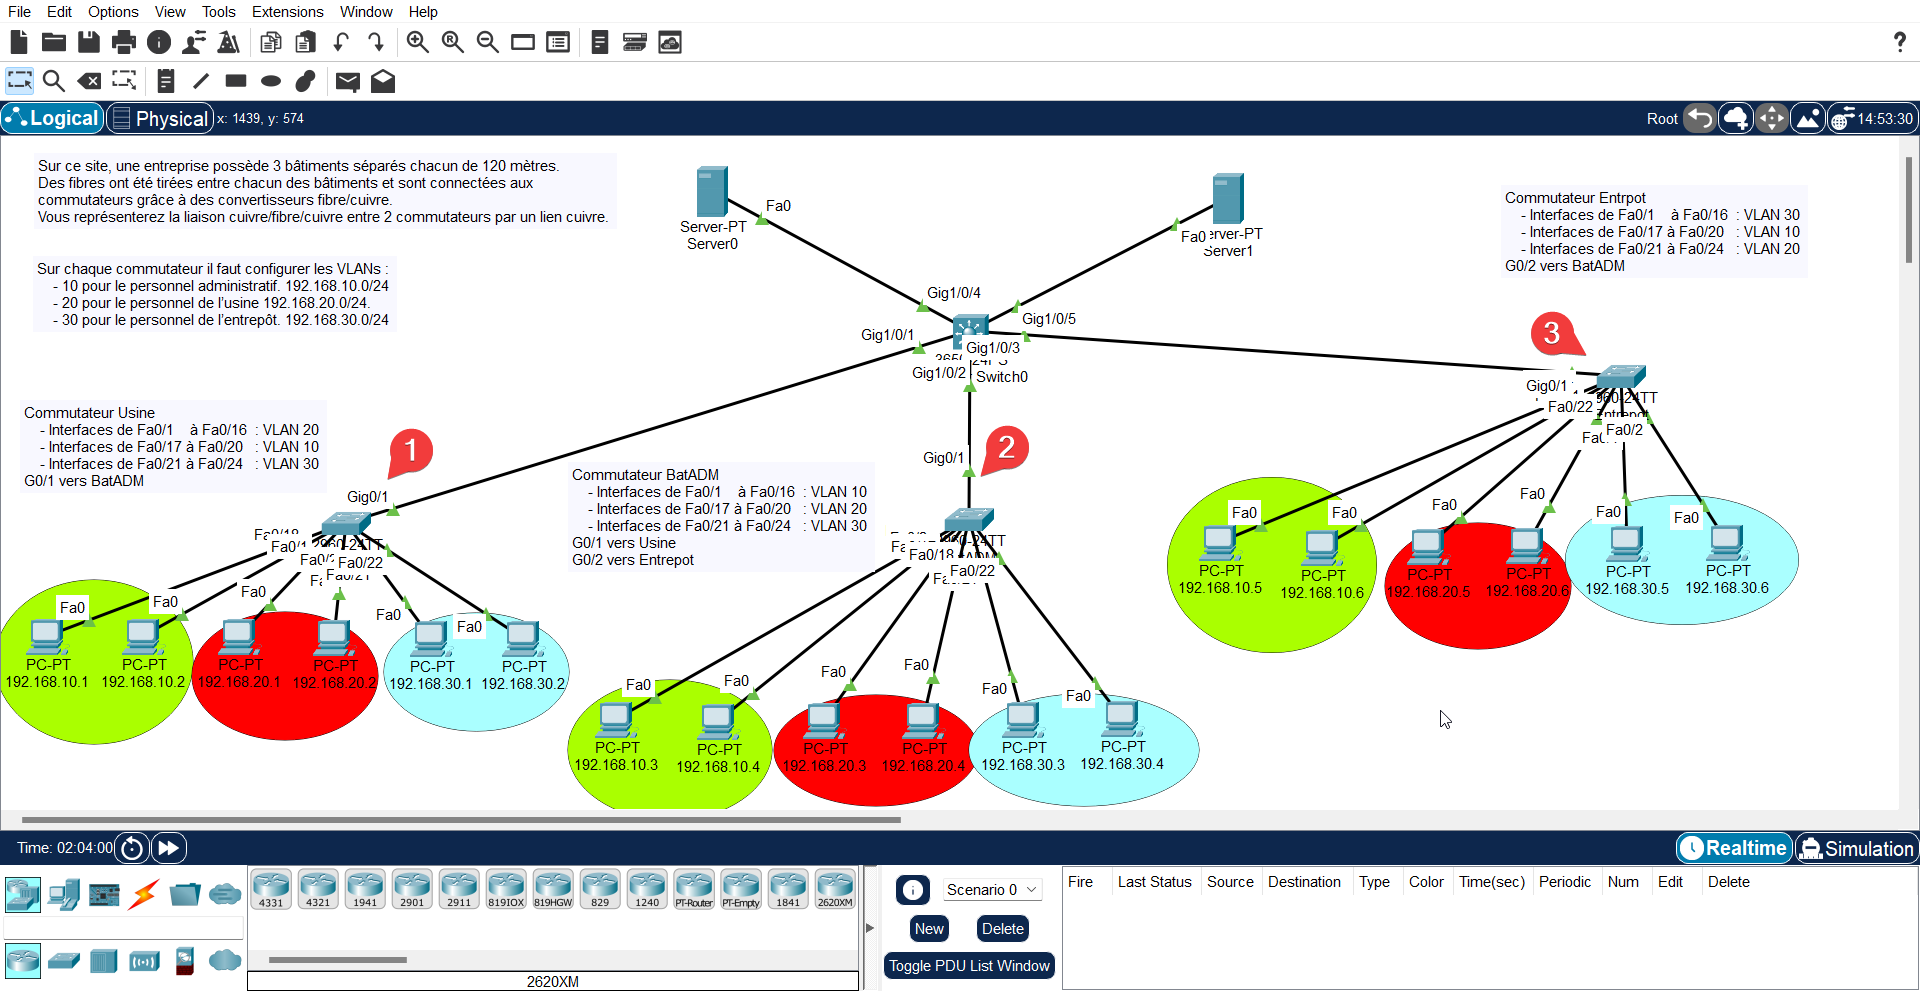 File Edit Options View Tools Extensions Window Help
Logical Physical x: 1439, y: 574
Root 14:53:30
Sur ce site, une entreprise possède 3 bâtiments séparés chacun de 120 mètres.
Des fibres ont été tirées entre chacun des bâtiments et sont connectées aux
commutateurs grâce à des convertisseurs fibre/cuivre.
Vous représenterez la liaison cuivre/fibre/cuivre entre 2 commutateurs par un lien cuivre.
Sur chaque commutateur il faut configurer les VLANs :
- 10 pour le personnel administratif. 192.168.10.0/24
- 20 pour le personnel de l'usine 192.168.20.0/24.
- 30 pour le personnel de l'entrepôt. 192.168.30.0/24
Fa0
Server-PT
Server0
Fa0
Server1
Commutateur Entrpot
- Interfaces de Fa0/1 à Fa0/16 : VLAN 30
- Interfaces de Fa0/17 à Fa0/20 : VLAN 10
- Interfaces de Fa0/21 à Fa0/24 : VLAN 20
G0/2 vers BatADM
Gig1/0/4
Gig1/0/5
Gig1/0/1
Gig1/0/3
Gig1/0/2
Switch0
3
Gig0/1
Fa0/22
Fa0/2
Commutateur Usine
- Interfaces de Fa0/1 à Fa0/16 : VLAN 20
- Interfaces de Fa0/17 à Fa0/20 : VLAN 10
- Interfaces de Fa0/21 à Fa0/24 : VLAN 30
G0/1 vers BatADM
1
Gig0/1
2
Gig0/1
Commutateur BatADM
- Interfaces de Fa0/1 à Fa0/16 : VLAN 10
- Interfaces de Fa0/17 à Fa0/20 : VLAN 20
- Interfaces de Fa0/21 à Fa0/24 : VLAN 30
G0/1 vers Usine
G0/2 vers Entrepot
Fa0/22
Fa0/18
Fa0/22
Fa0 Fa0 Fa0 Fa0 Fa0
PC-PT PC-PT PC-PT PC-PT PC-PT PC-PT
192.168.10.1 192.168.10.2 192.168.20.1 192.168.20.2 192.168.30.1 192.168.30.2
Fa0 Fa0 Fa0 Fa0 Fa0 Fa0
PC-PT PC-PT PC-PT PC-PT PC-PT PC-PT
192.168.10.3 192.168.10.4 192.168.20.3 192.168.20.4 192.168.30.3 192.168.30.4
Fa0 Fa0 Fa0 Fa0 Fa0 Fa0
PC-PT PC-PT PC-PT PC-PT PC-PT PC-PT
192.168.10.5 192.168.10.6 192.168.20.5 192.168.20.6 192.168.30.5 192.168.30.6
Time: 02:04:00
Realtime Simulation
4331 4321 1941 2901 2911 819IOX 819HGW 829 1240 PT-Router PT-Empty 1841 2620XM
2620XM
Scenario 0
New Delete
Toggle PDU List Window
Fire Last Status Source Destination Type Color Time(sec) Periodic Num Edit Delete